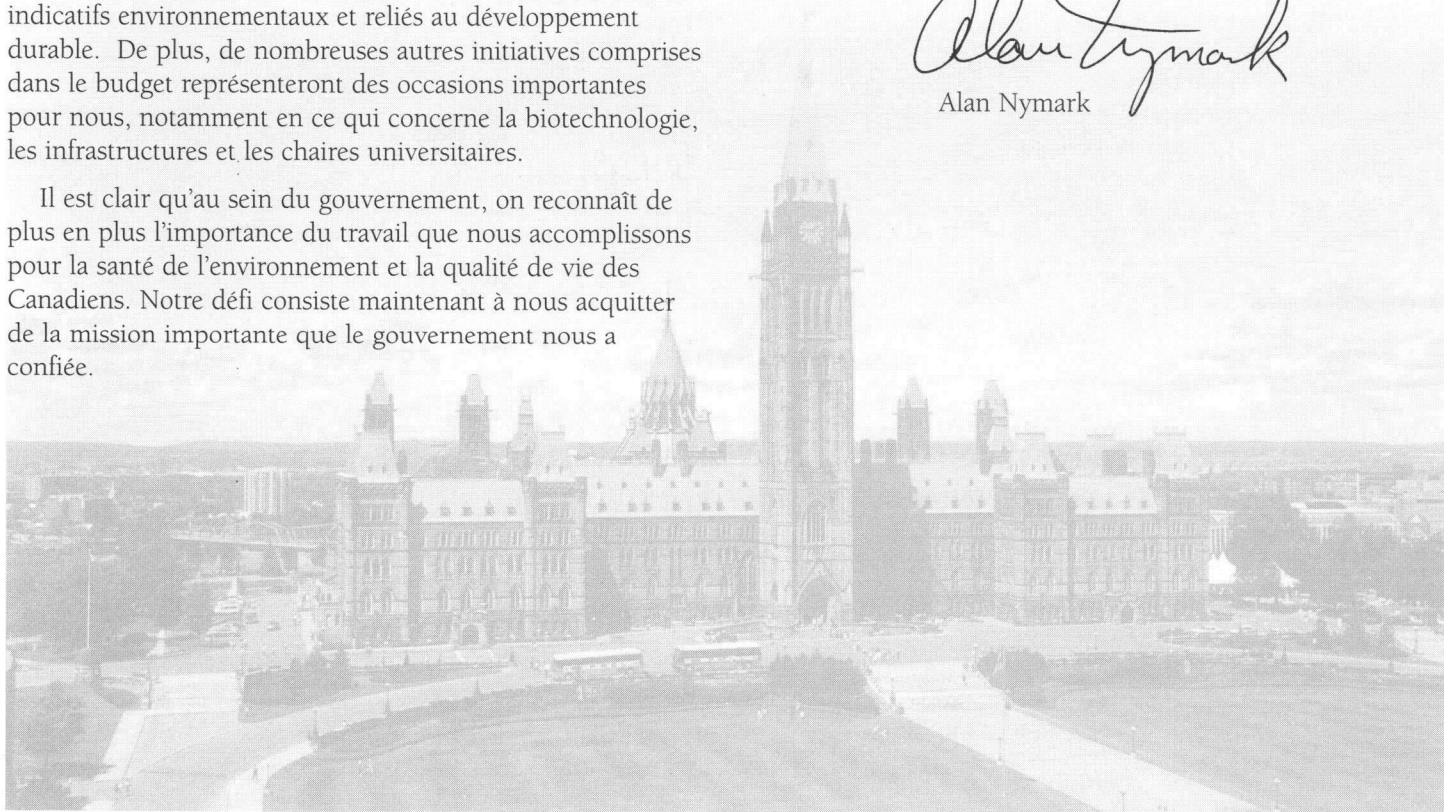 indicatifs environnementaux et reliés au développement
durable. De plus, de nombreuses autres initiatives comprises
dans le budget représenteront des occasions importantes
pour nous, notamment en ce qui concerne la biotechnologie,
les infrastructures et les chaires universitaires.
Il est clair qu'au sein du gouvernement, on reconnaît de
plus en plus l'importance du travail que nous accomplissons
pour la santé de l'environnement et la qualité de vie des
Canadiens. Notre défi consiste maintenant à nous acquitter
de la mission importante que le gouvernement nous a
confiée.
Alan Nymark
Alan Nymark